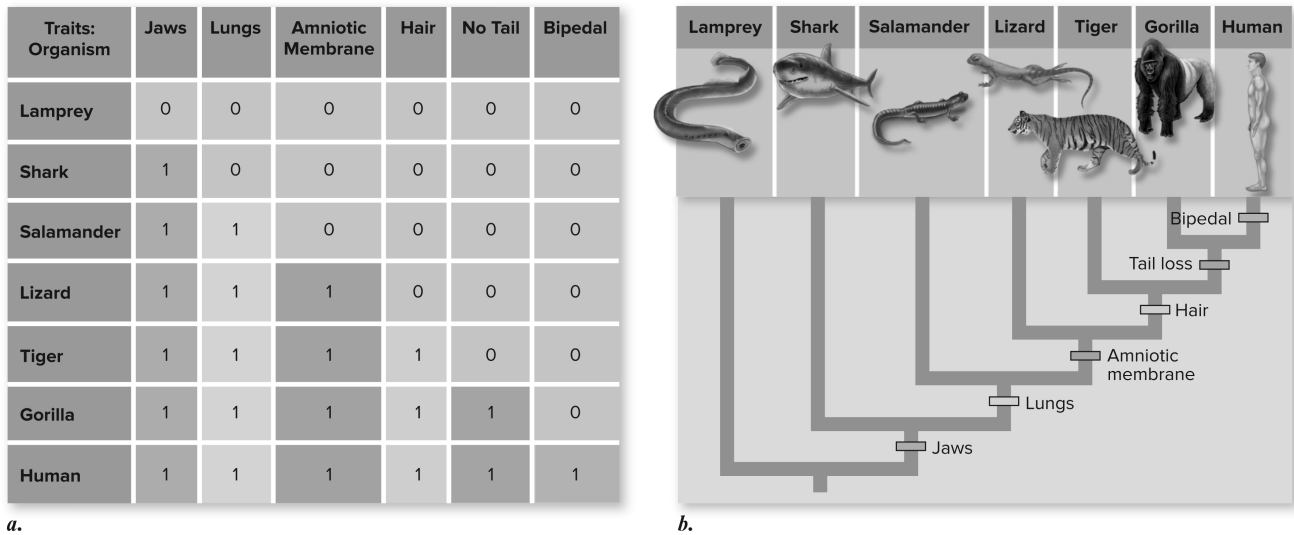 Traits: Jaws Lungs Amniotic Hair No Tail Bipedal
Organism Membrane
Lamprey 0 0 0 0 0 0
Shark 1 0 0 0 0 0
Salamander 1 1 0 0 0 0
Lizard 1 1 1 0 0 0
Tiger 1 1 1 1 0 0
Gorilla 1 1 1 1 1 0
Human 1 1 1 1 1 1
a.
Lamprey Shark Salamander Lizard Tiger Gorilla Human
Bipedal
Tail loss
Hair
Amniotic
membrane
Lungs
Jaws
b.